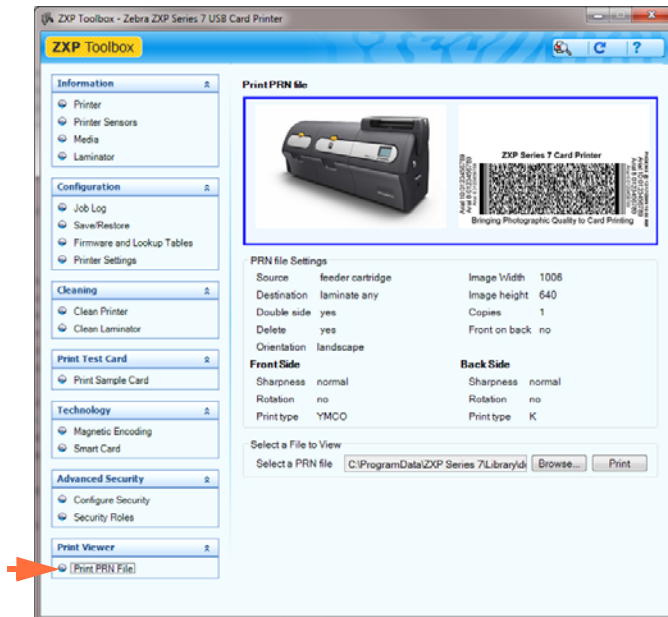 ZXP Toolbox - Zebra ZXP Series 7 USB Card Printer
ZXP Toolbox
Information
Printer
Printer Sensors
Media
Laminator
Configuration
Job Log
Save/Restore
Firmware and Lookup Tables
Printer Settings
Cleaning
Clean Printer
Clean Laminator
Print Test Card
Print Sample Card
Technology
Magnetic Encoding
Smart Card
Advanced Security
Configure Security
Security Roles
Print Viewer
Print PRN File
Print PRN file
ZXP Series 7 Card Printer
Bringing Photographic Quality to Card Printing
PRN file Settings
Source feeder cartridge Image Width 1006
Destination laminate any Image height 640
Double side yes Copies 1
Delete yes Front on back no
Orientation landscape
Front Side Back Side
Sharpness normal Sharpness normal
Rotation no Rotation no
Print type YMCO Print type K
Select a File to View
Select a PRN file C:\ProgramData\ZXP Series 7\Library\d Browse... Print